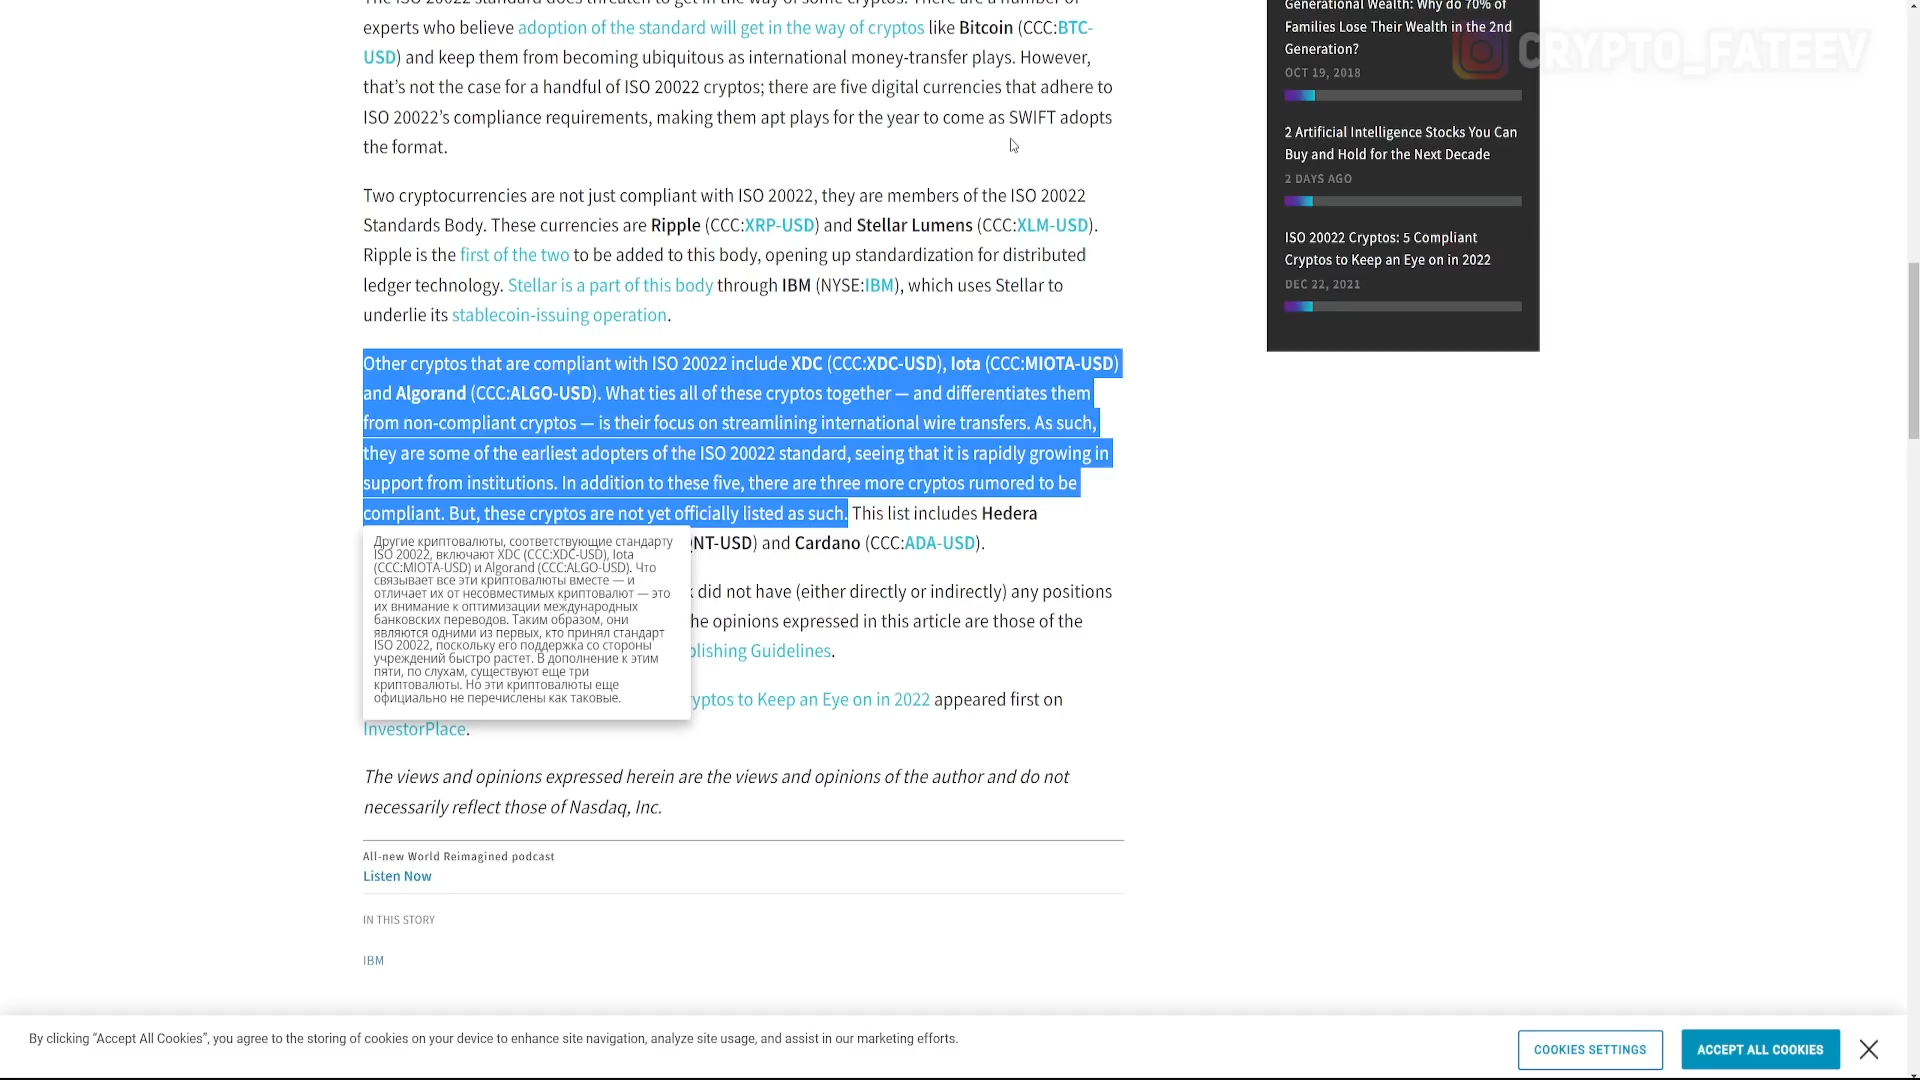 The ISO 20022 standard does threaten to get in the way of some cryptos. There are a number of
experts who believe adoption of the standard will get in the way of cryptos like Bitcoin (CCC:BTC-
USD) and keep them from becoming ubiquitous as international money-transfer plays. However,
that's not the case for a handful of ISO 20022 cryptos; there are five digital currencies that adhere to
ISO 20022's compliance requirements, making them apt plays for the year to come as SWIFT adopts
the format.
Two cryptocurrencies are not just compliant with ISO 20022, they are members of the ISO 20022
Standards Body. These currencies are Ripple (CCC:XRP-USD) and Stellar Lumens (CCC:XLM-USD).
Ripple is the first of the two to be added to this body, opening up standardization for distributed
ledger technology. Stellar is a part of this body through IBM (NYSE:IBM), which uses Stellar to
underlie its stablecoin-issuing operation.
Other cryptos that are compliant with ISO 20022 include XDC (CCC:XDC-USD), Iota (CCC:MIOTA-USD)
and Algorand (CCC:ALGO-USD). What ties all of these cryptos together — and differentiates them
from non-compliant cryptos — is their focus on streamlining international wire transfers. As such,
they are some of the earliest adopters of the ISO 20022 standard, seeing that it is rapidly growing in
support from institutions. In addition to these five, there are three more cryptos rumored to be
compliant. But, these cryptos are not yet officially listed as such. This list includes Hedera
NT-USD) and Cardano (CCC:ADA-USD).
Другие криптовалюты, соответствующие стандарту
ISO 20022, включают XDC (CCC:XDC-USD), Iota
(CCC:MIOTA-USD) и Algorand (CCC:ALGO-USD). Что
связывает все эти криптовалюты вместе — и
отличает их от несовместимых криптовалют — это
их внимание к оптимизации международных
банковских переводов. Таким образом, они
являются одними из первых, кто принял стандарт
ISO 20022, поскольку его поддержка со стороны
учреждений быстро растет. В дополнение к этим
пяти, по слухам, существуют еще три
криптовалюты. Но эти криптовалюты еще
официально не перечислены как таковые.
did not have (either directly or indirectly) any positions
he opinions expressed in this article are those of the
blishing Guidelines.
yptos to Keep an Eye on in 2022 appeared first on
InvestorPlace.
The views and opinions expressed herein are the views and opinions of the author and do not
necessarily reflect those of Nasdaq, Inc.
All-new World Reimagined podcast
Listen Now
IN THIS STORY
IBM
Generational Wealth: Why do 70% of
Families Lose Their Wealth in the 2nd
Generation?
OCT 19, 2018
2 Artificial Intelligence Stocks You Can
Buy and Hold for the Next Decade
2 DAYS AGO
ISO 20022 Cryptos: 5 Compliant
Cryptos to Keep an Eye on in 2022
DEC 22, 2021
CRYPTO_FATEEV
By clicking “Accept All Cookies”, you agree to the storing of cookies on your device to enhance site navigation, analyze site usage, and assist in our marketing efforts.
COOKIES SETTINGS
ACCEPT ALL COOKIES